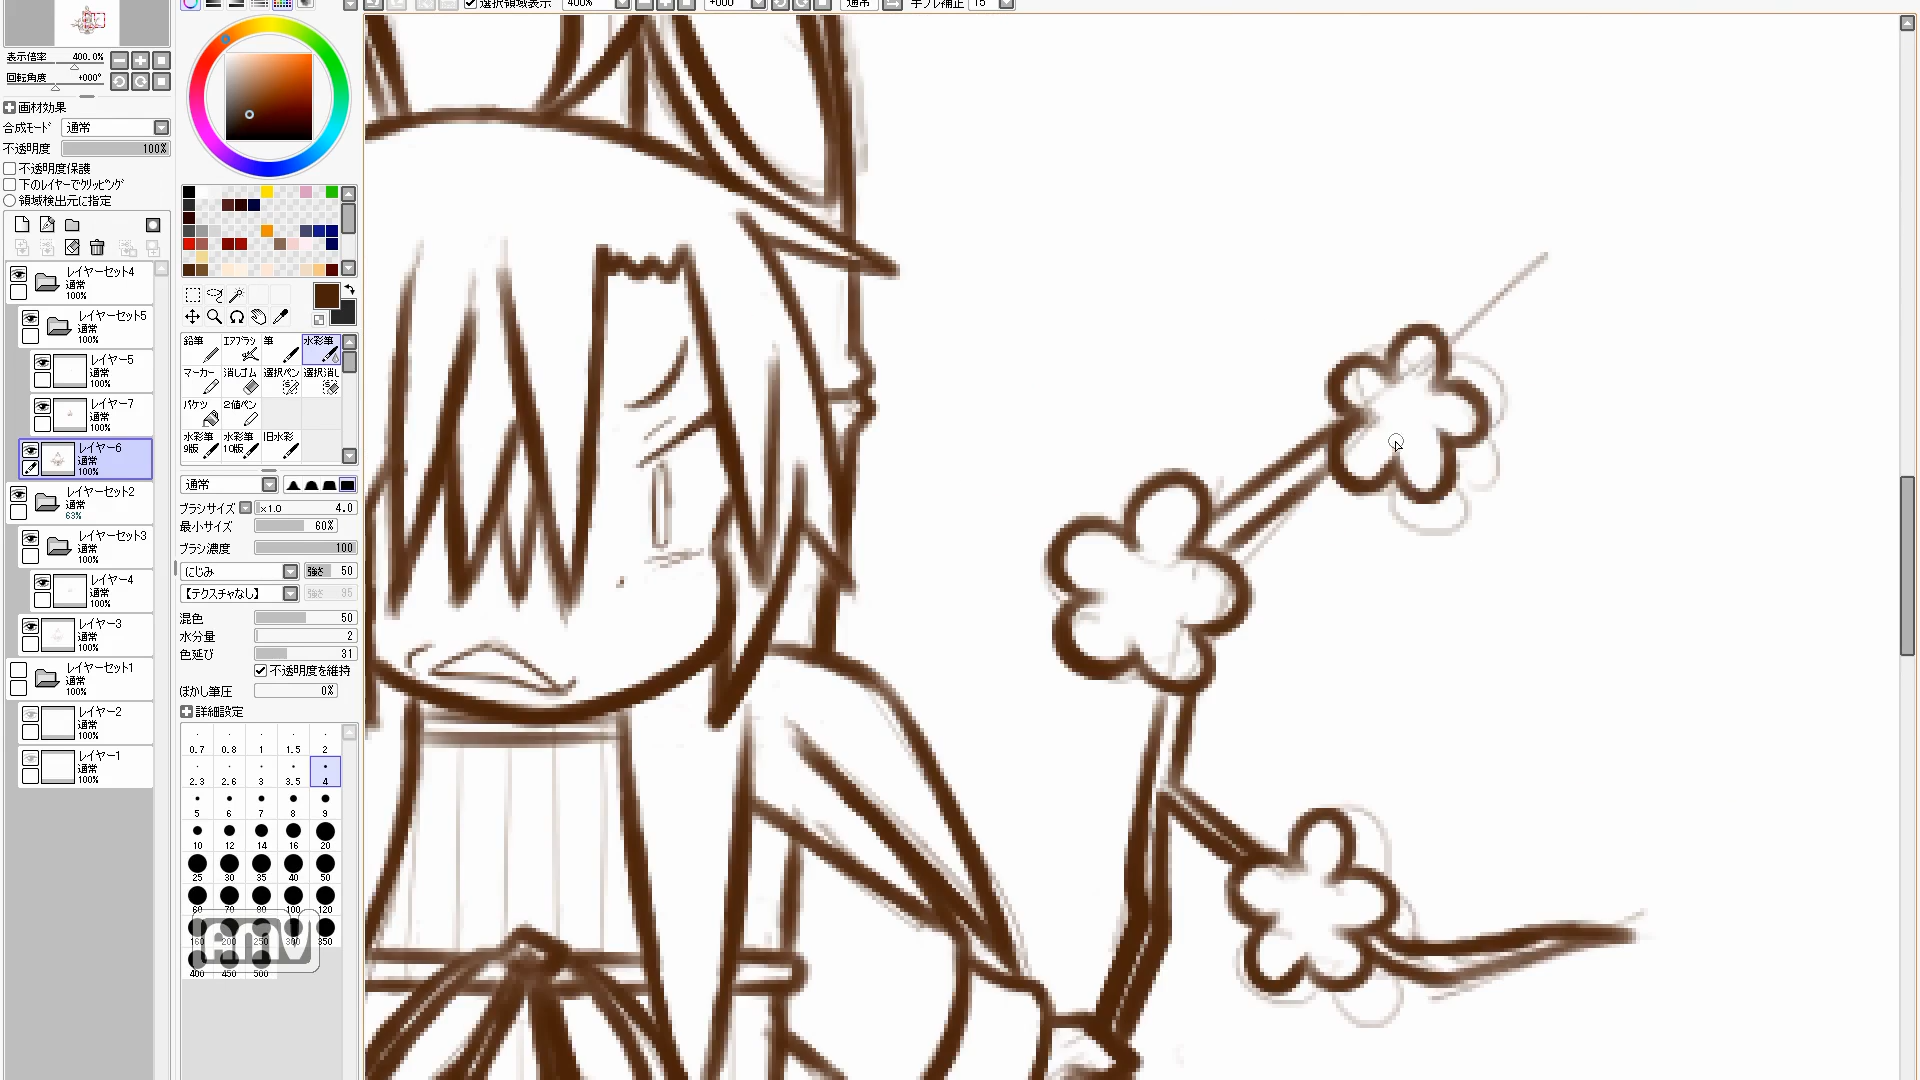 選択領域表示 400% +000° 通常 手ブレ補正 15
表示倍率 400.0%
回転角度 +000°
画材効果
合成モード 通常
不透明度 100%
不透明度保護
下のレイヤーでクリッピング
領域検出元に指定
レイヤーセット4
通常
100%
レイヤーセット5
通常
100%
レイヤー5
通常
100%
レイヤー7
通常
100%
レイヤー6
通常
100%
レイヤーセット2
通常
63%
レイヤーセット3
通常
100%
レイヤー4
通常
100%
レイヤー3
通常
100%
レイヤーセット1
通常
100%
レイヤー2
通常
100%
レイヤー1
通常
100%
鉛筆 エアブラシ 筆 水彩筆
マーカー 消しゴム 選択ペン 選択消し
バケツ 2値ペン
水彩筆 水彩筆 旧水彩
9版 10版
通常
ブラシサイズ x1.0 4.0
最小サイズ 60%
ブラシ濃度 100
にじみ 強さ 50
【テクスチャなし】 強さ 95
混色 50
水分量 2
色延び 31
不透明度を維持
ぼかし筆圧 0%
詳細設定
0.7 0.8 1 1.5 2
2.3 2.6 3 3.5 4
5 6 7 8 9
10 12 14 16 20
25 30 35 40 50
60 70 80 100 120
160 200 250 300 350
AMV
400 450 500